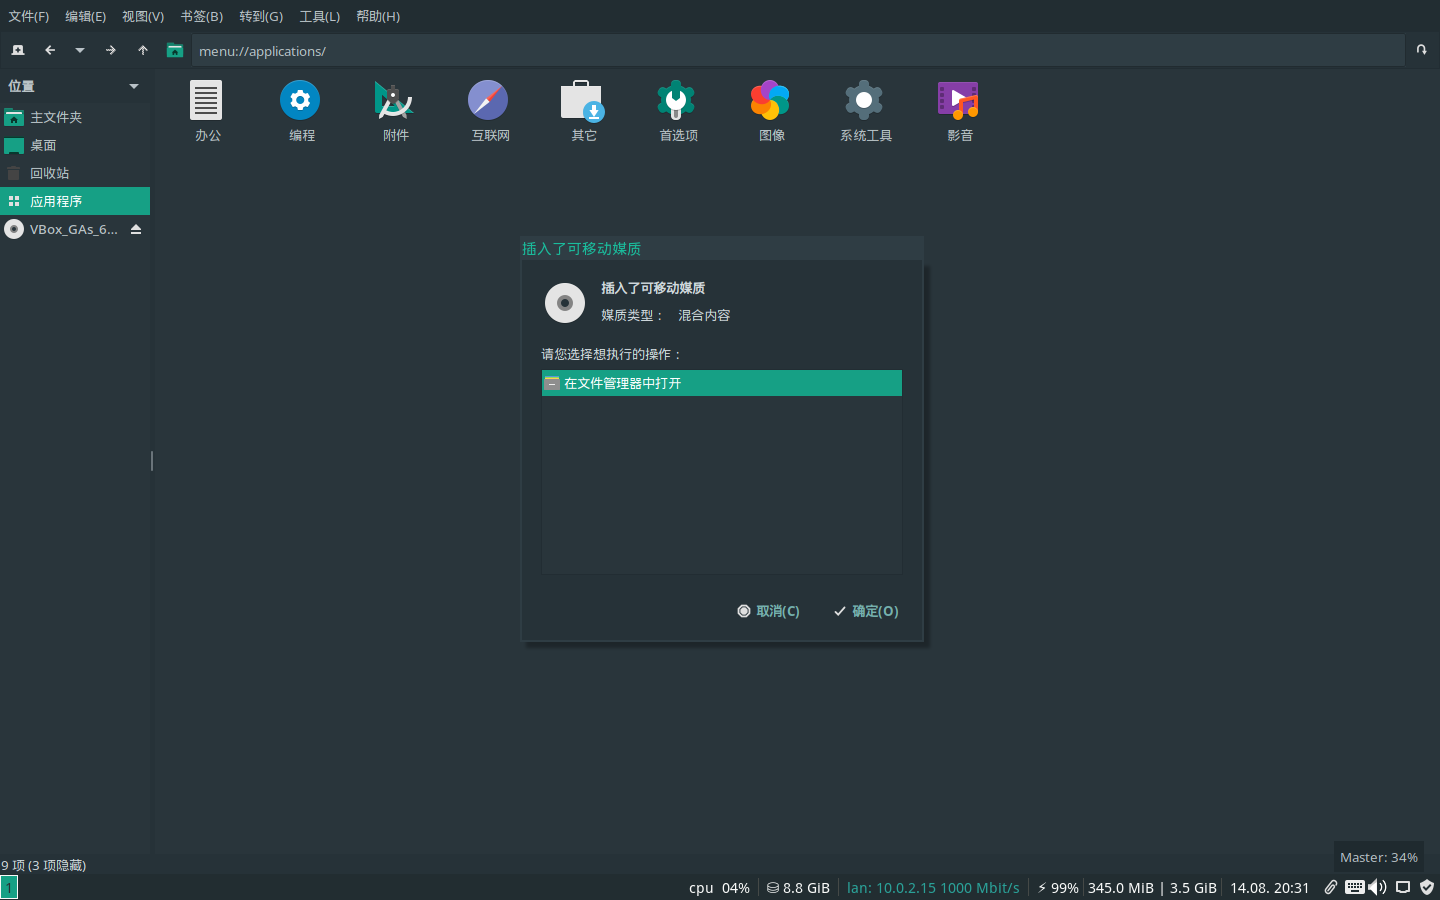 文件(F) 编辑(E) 视图(V) 书签(B) 转到(G) 工具(L) 帮助(H)
menu://applications/
位置
主文件夹
桌面
回收站
应用程序
VBox_GAs_6...
办公 编程 附件 互联网 其它 首选项 图像 系统工具 影音
插入了可移动媒质
插入了可移动媒质
媒质类型： 混合内容
请您选择想执行的操作：
在文件管理器中打开
取消(C) 确定(O)
9 项 (3 项隐藏)
Master: 34%
1 cpu 04% 8.8 GiB lan: 10.0.2.15 1000 Mbit/s ⚡ 99% 345.0 MiB | 3.5 GiB 14.08. 20:31